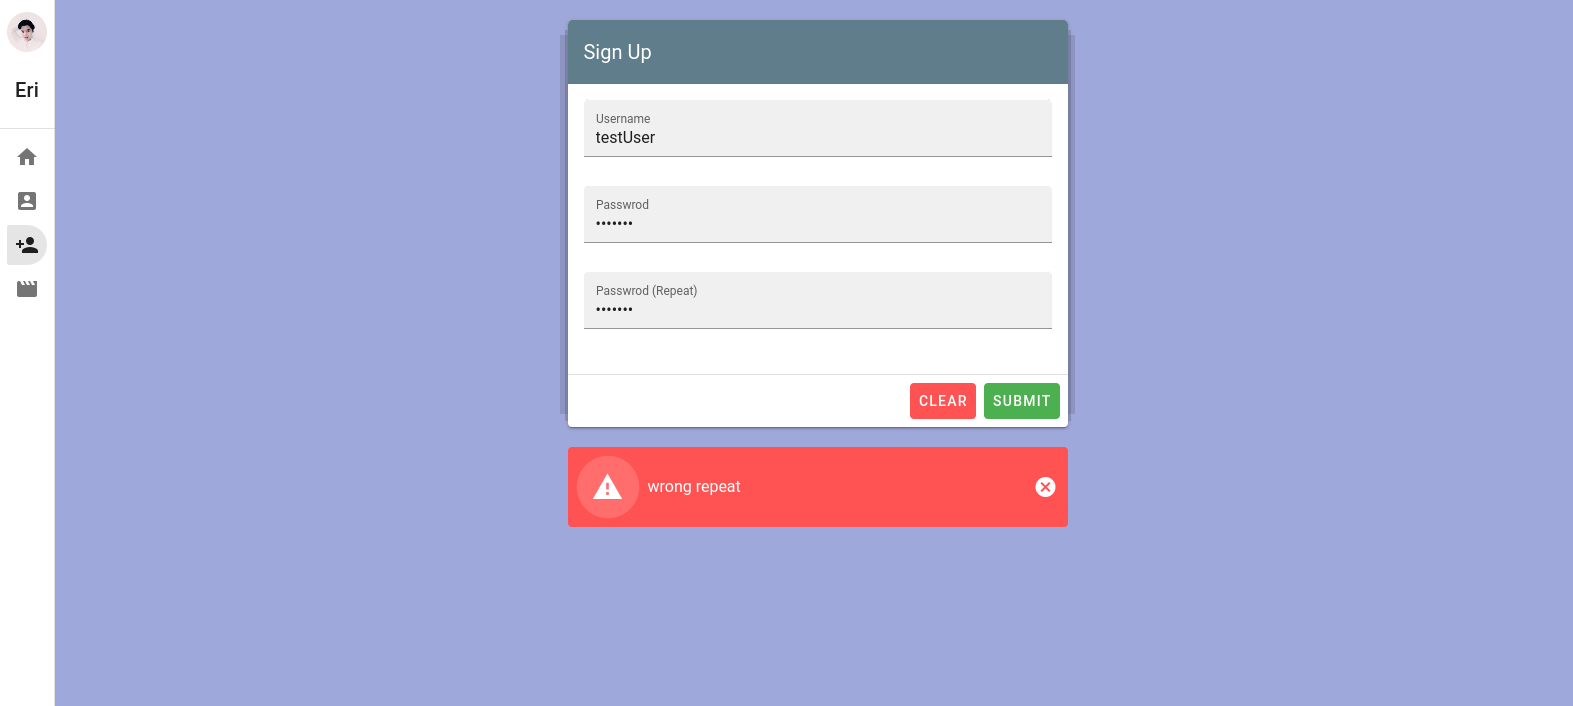 Eri
Sign Up
Username
testUser
Passwrod
•••••••
Passwrod (Repeat)
•••••••
CLEAR SUBMIT
wrong repeat